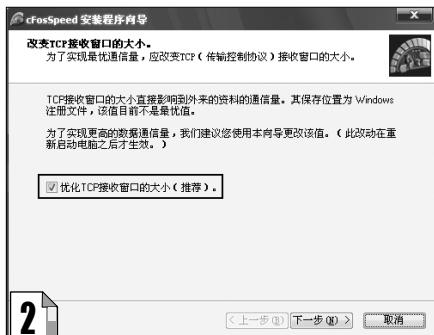 cFosSpeed 安装程序向导
改变TCP接收窗口的大小。
为了实现最优通信量，应改变TCP（传输控制协议）接收窗口的大小。
TCP接收窗口的大小直接影响到外来的资料的通信量。其保存位置为 Windows
注册文件，该值目前不是最优值。
为了实现更高的数据通信量，我们建议您使用本向导更改该值。（此改动在重
新启动电脑之后才生效。）
优化TCP接收窗口的大小（推荐）。
2
< 上一步(B) 下一步(N) > 取消